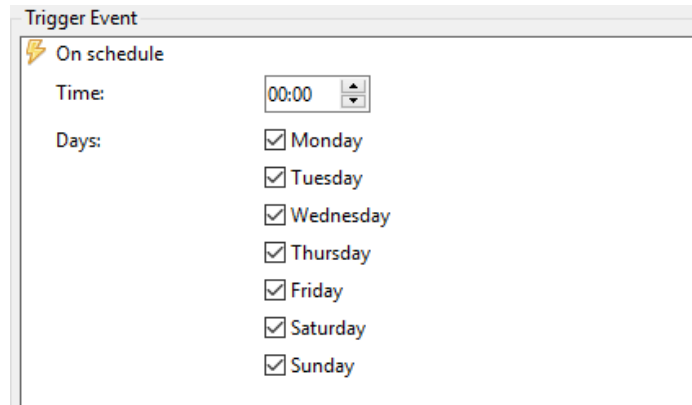 Trigger Event
On schedule
Time: 00:00
Days: Monday
Tuesday
Wednesday
Thursday
Friday
Saturday
Sunday